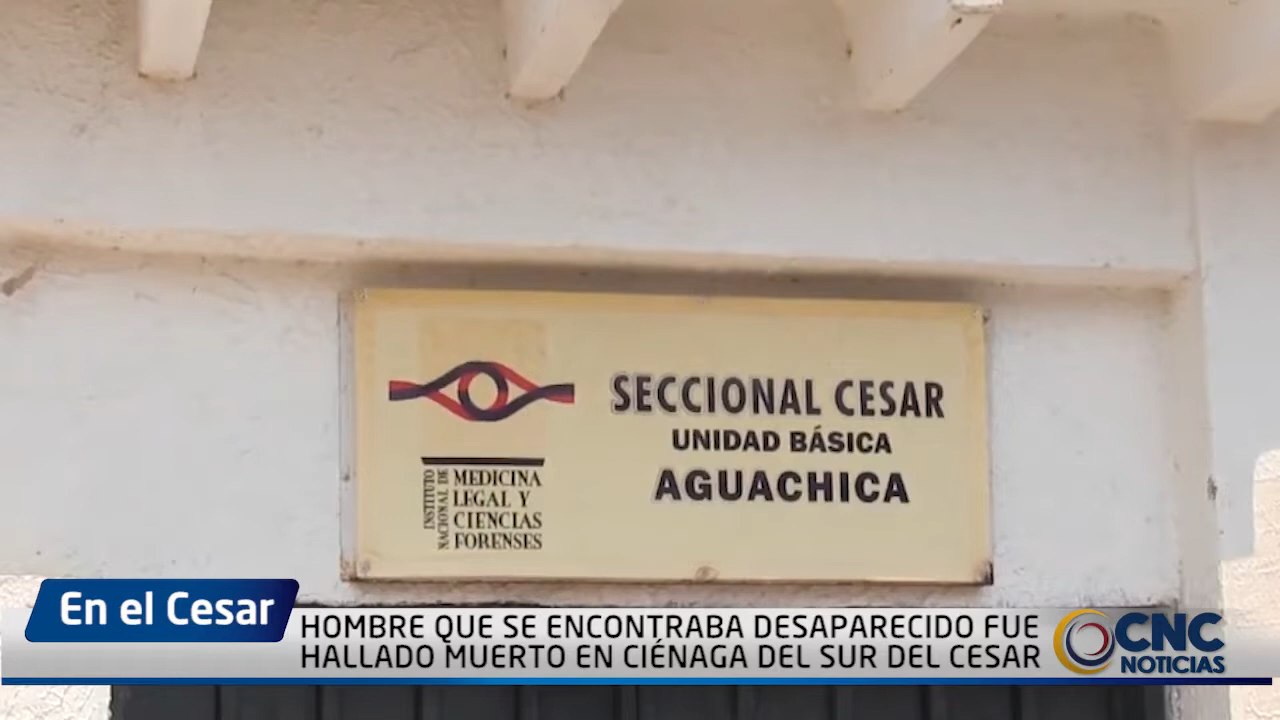 SECCIONAL CESAR
UNIDAD BÁSICA
AGUACHICA
INSTITUTO
NACIONAL DE
MEDICINA
LEGAL Y
CIENCIAS
FORENSES
En el Cesar
HOMBRE QUE SE ENCONTRABA DESAPARECIDO FUE
HALLADO MUERTO EN CIÉNAGA DEL SUR DEL CESAR
CNC
NOTICIAS